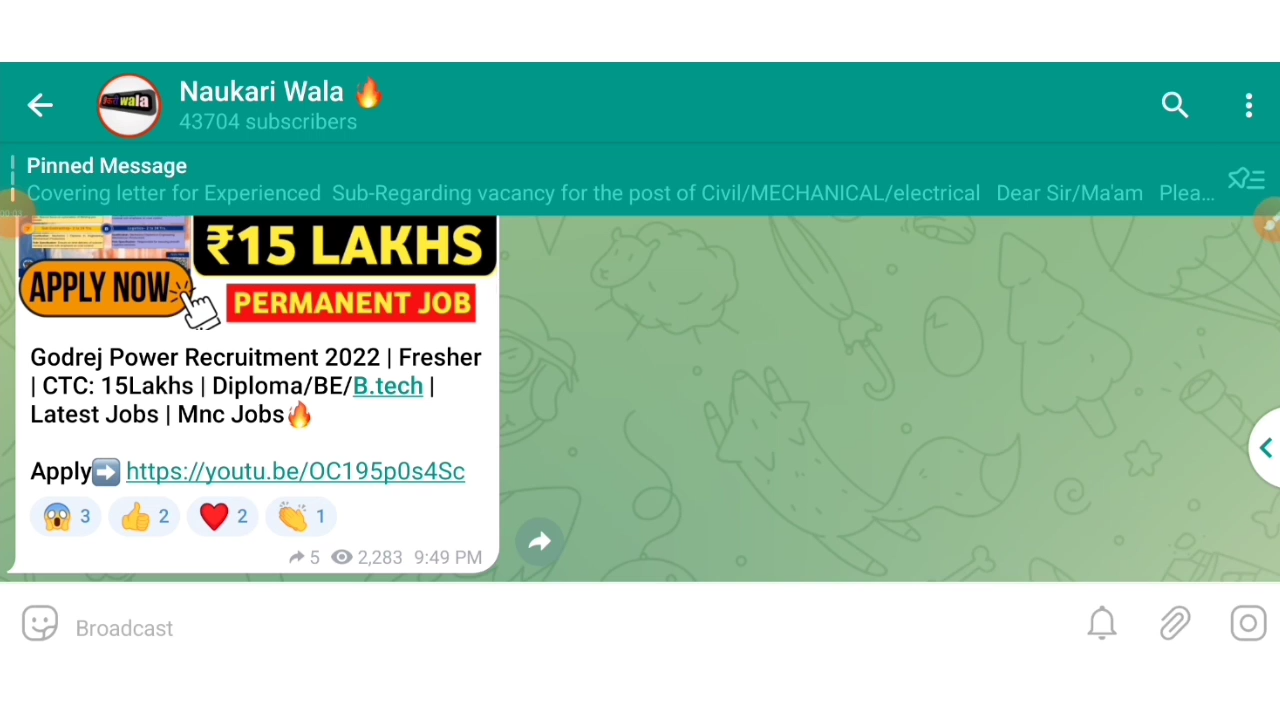 Naukari Wala 🔥
43704 subscribers
Pinned Message
Covering letter for Experienced Sub-Regarding vacancy for the post of Civil/MECHANICAL/electrical Dear Sir/Ma'am Plea...
00:03
wala
₹15 LAKHS
APPLY NOW
PERMANENT JOB
Godrej Power Recruitment 2022 | Fresher
| CTC: 15Lakhs | Diploma/BE/B.tech |
Latest Jobs | Mnc Jobs🔥
Apply➡️ https://youtu.be/OC195p0s4Sc
😱 3 👍 2 ❤️ 2 👏 1
5 2,283 9:49 PM
Broadcast